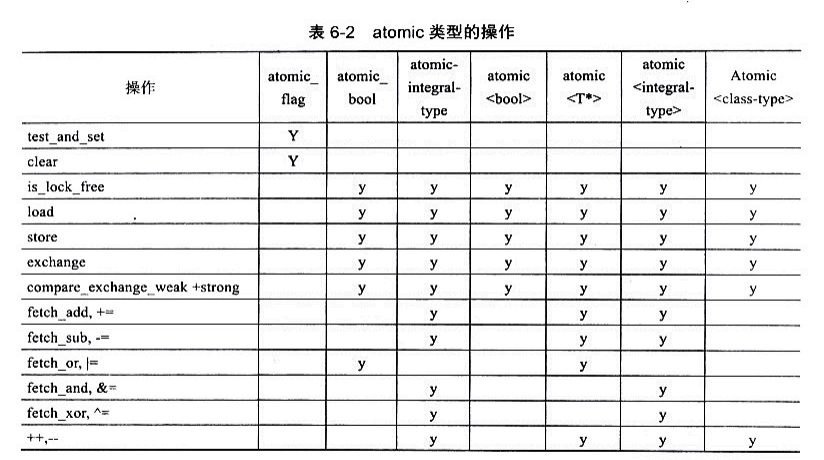 表 6-2 atomic 类型的操作
操作 atomic_flag atomic_bool atomic-integral-type atomic<bool> atomic<T*> atomic<integral-type> Atomic<class-type>
test_and_set Y
clear Y
is_lock_free y y y y y y
load y y y y y y
store y y y y y y
exchange y y y y y y
compare_exchange_weak +strong y y y y y y
fetch_add, += y y y
fetch_sub, -= y y y
fetch_or, |= y y
fetch_and, &= y y
fetch_xor, ^= y y
++,-- y y y y